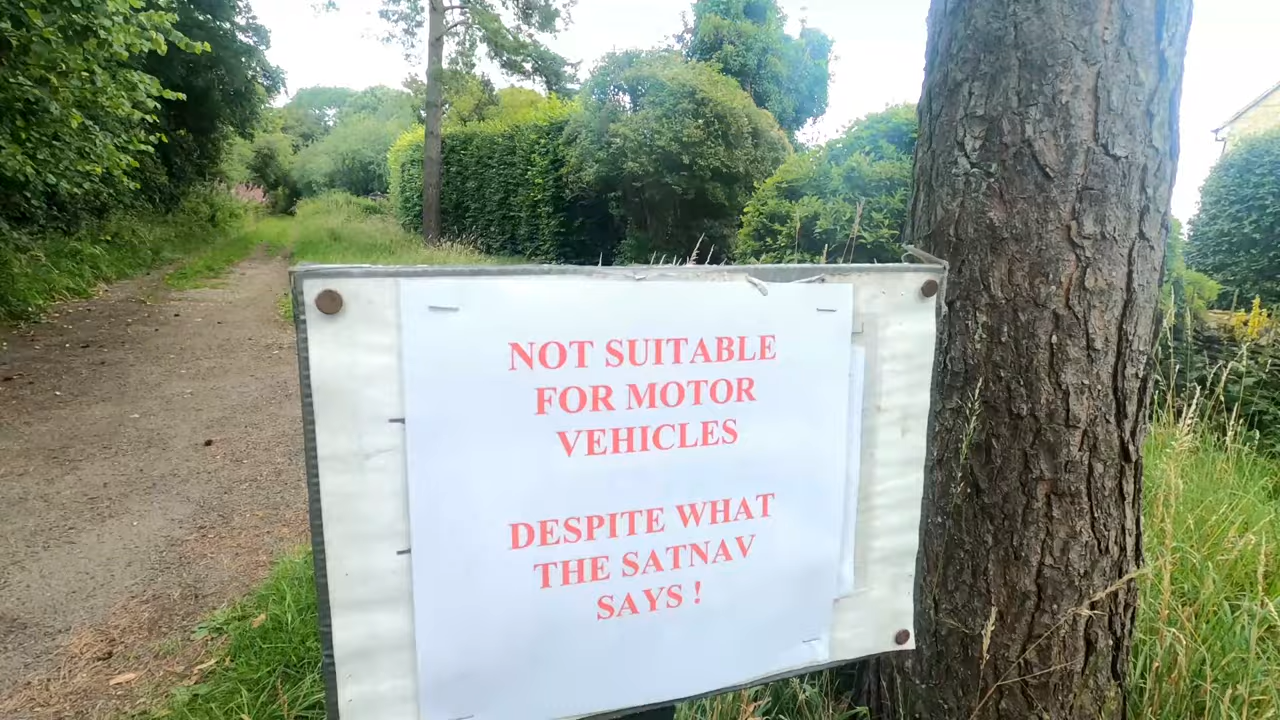 NOT SUITABLE
FOR MOTOR
VEHICLES
DESPITE WHAT
THE SATNAV
SAYS !